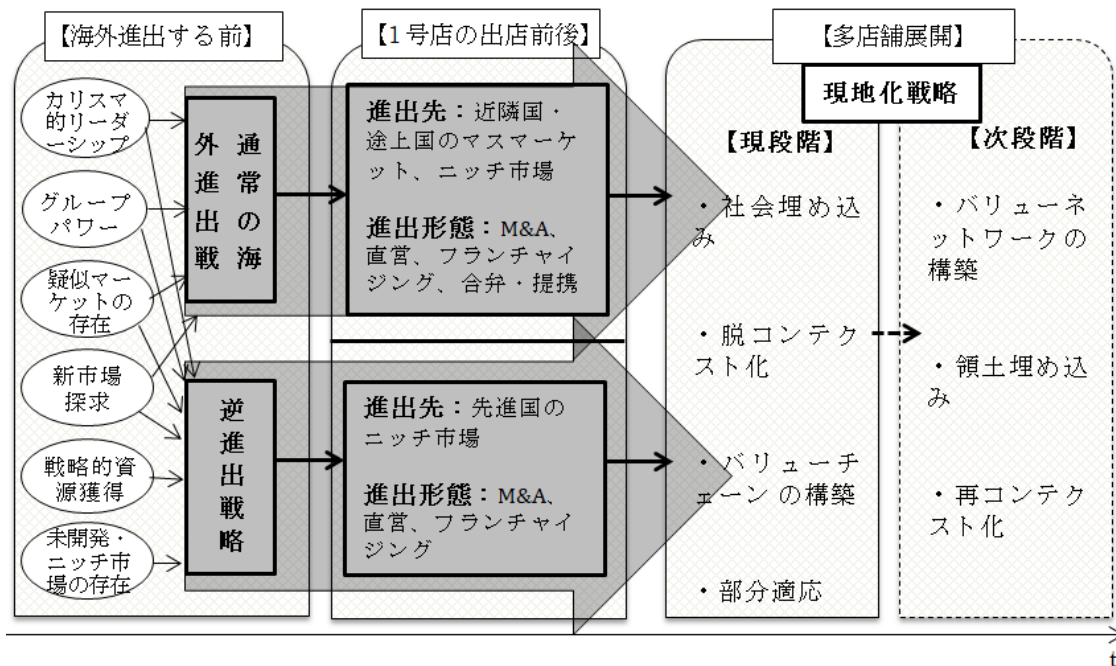 【海外進出する前】
カリスマ
的リーダ
ーシップ
グループ
パワー
疑似マー
ケットの
存在
新市場
探求
戦略的資
源獲得
未開発・
ニッチ市
場の存在
通常の海
外進出戦
逆進出戦略
【1号店の出店前後】
進出先：近隣国・
途上国のマスマーケ
ット、ニッチ市場
進出形態：M&A、
直営、フランチャイ
ジング、合弁・提携
進出先：先進国の
ニッチ市場
進出形態：M&A、
直営、フランチャイ
ジング
【多店舗展開】
現地化戦略
【現段階】
・社会埋め込
み
・脱コンテク
スト化
・バリューチ
ェーン の構築
・部分適応
【次段階】
・バリューネ
ットワークの
構築
・領土埋め込
み
・再コンテク
スト化
t